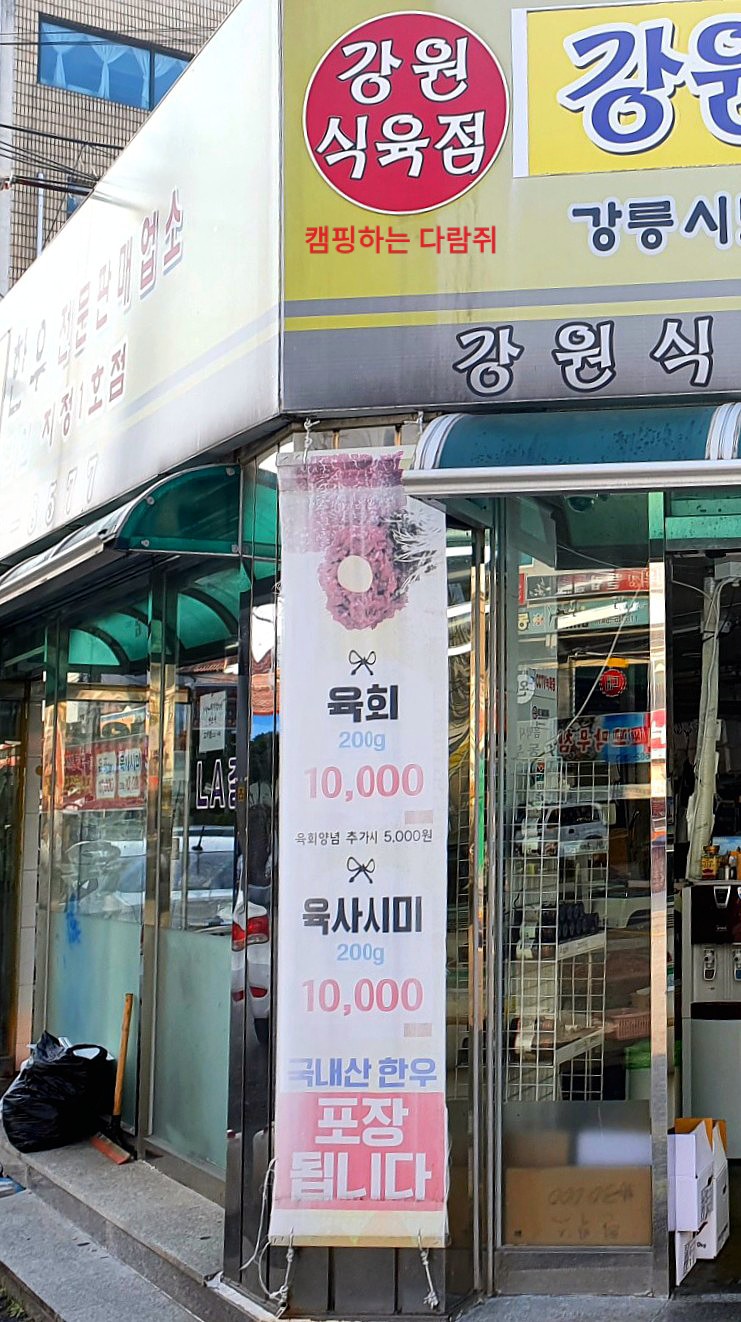 강원
식육점
강원
캠핑하는 다람쥐
강릉시
강원식
한우 전문판매업소
지정1호점
육회
200g
10,000
육회양념 추가시 5,000원
육사시미
200g
10,000
국내산 한우
포장
됩니다
LA